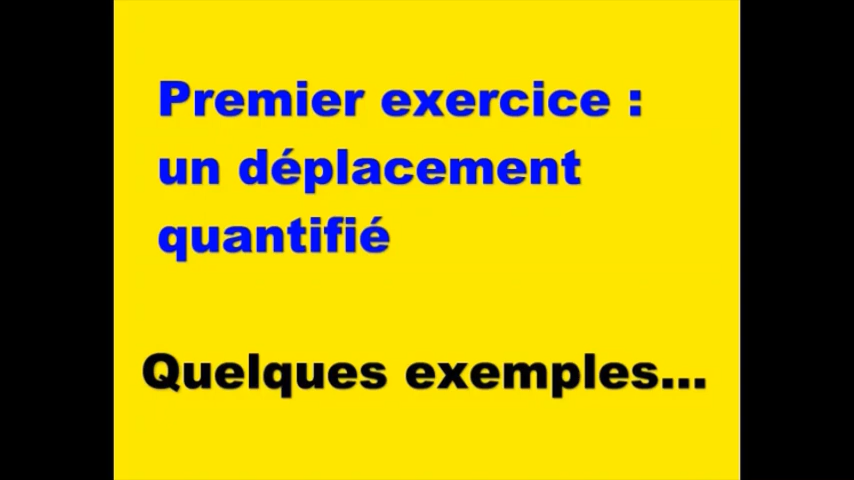 Premier exercice :
un déplacement
quantifié
Quelques exemples...